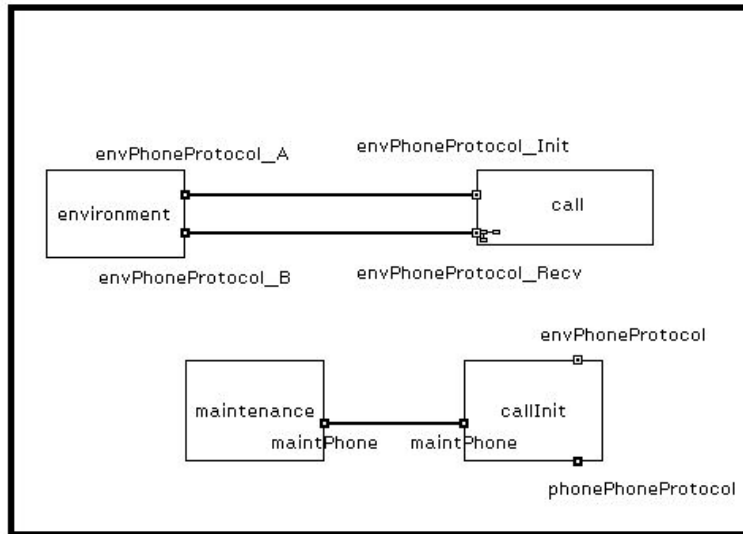 envPhoneProtocol_A
envPhoneProtocol_Init
environment
call
envPhoneProtocol_B
envPhoneProtocol_Recv
envPhoneProtocol
maintenance
callInit
maintPhone
maintPhone
phonePhoneProtocol